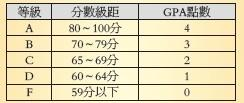 等級 分數級距 GPA點數
A 80～100分 4
B 70～79分 3
C 65～69分 2
D 60～64分 1
F 59分以下 0